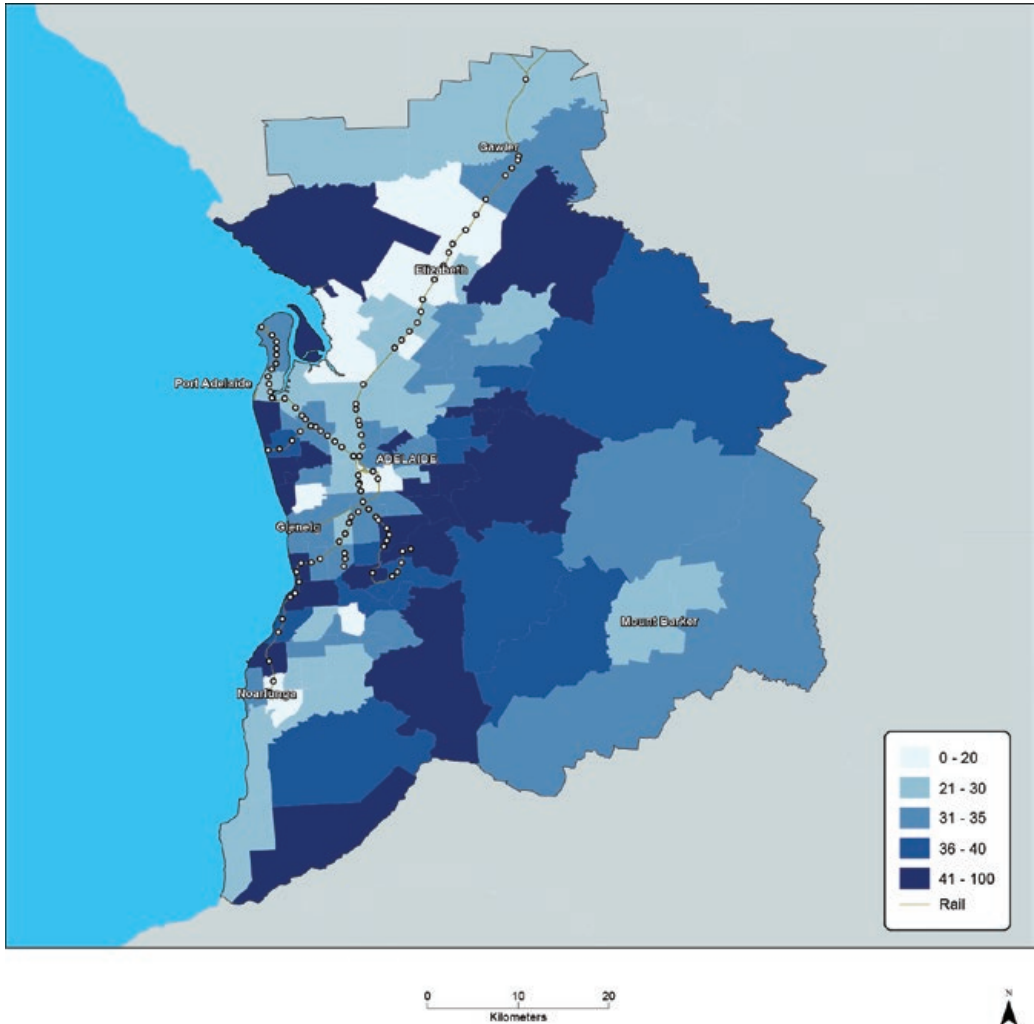 Gawler
Elizabeth
Port Adelaide
ADELAIDE
Glenelg
Mount Barker
Noarlunga
0 - 20
21 - 30
31 - 35
36 - 40
41 - 100
Rail
0 10 20
Kilometers
N